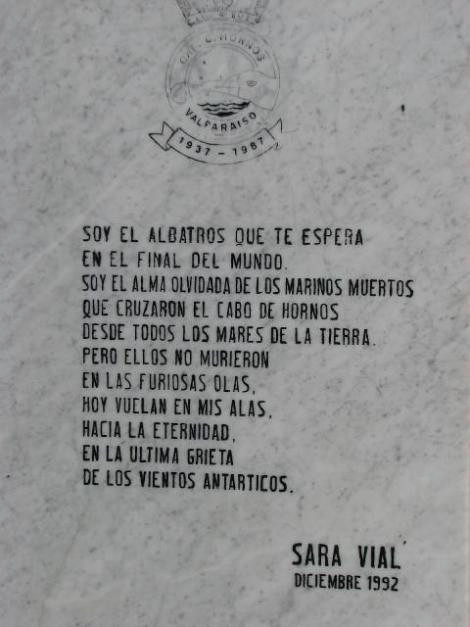 CAP. C. HORNOS
VALPARAISO
1937 - 1987
SOY EL ALBATROS QUE TE ESPERA
EN EL FINAL DEL MUNDO.
SOY EL ALMA OLVIDADA DE LOS MARINOS MUERTOS
QUE CRUZARON EL CABO DE HORNOS
DESDE TODOS LOS MARES DE LA TIERRA.
PERO ELLOS NO MURIERON
EN LAS FURIOSAS OLAS,
HOY VUELAN EN MIS ALAS,
HACIA LA ETERNIDAD,
EN LA ULTIMA GRIETA
DE LOS VIENTOS ANTARTICOS.
SARA VIAL
DICIEMBRE 1992